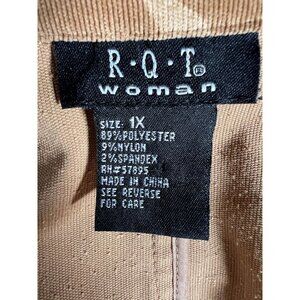 R·Q·T®
woman
SIZE: 1X
89%POLYESTER
9%NYLON
2%SPANDEX
RN#57895
MADE IN CHINA
SEE REVERSE
FOR CARE